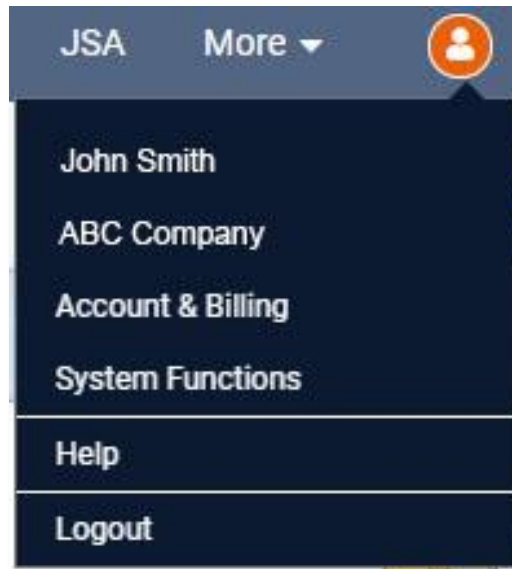 JSA More
John Smith
ABC Company
Account & Billing
System Functions
Help
Logout